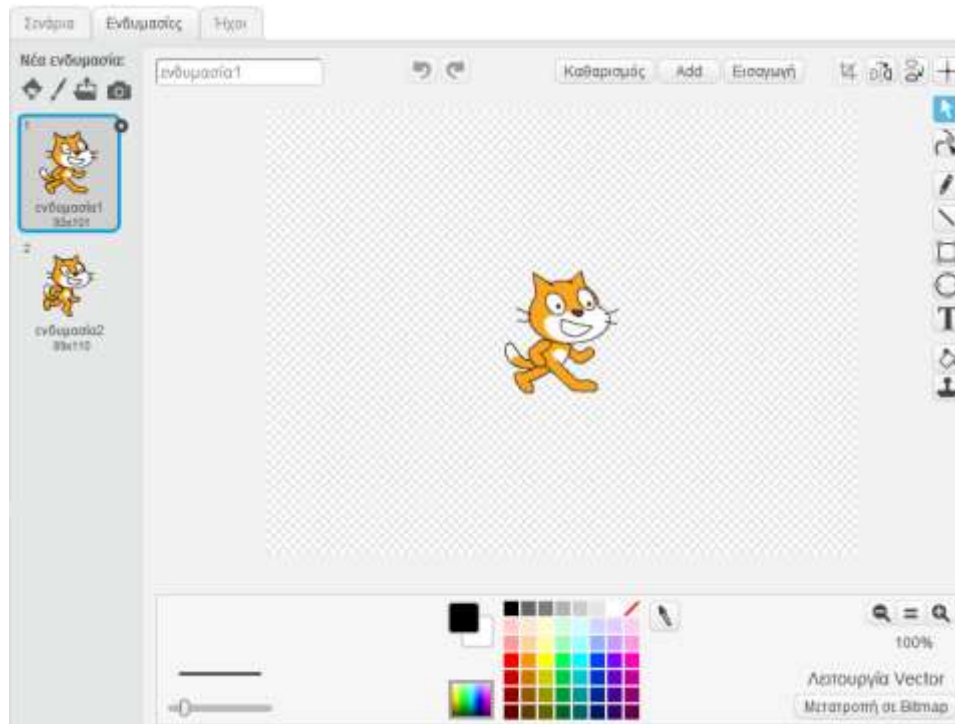 Σενάρια Ενδυμασίες Ήχοι
Νέα ενδυμασία:
ενδυμασία1
Καθαρισμός Add Εισαγωγή
1
ενδυμασία1
2
ενδυμασία2
89x110
T
100%
Λειτουργία Vector
Μετατροπή σε Bitmap